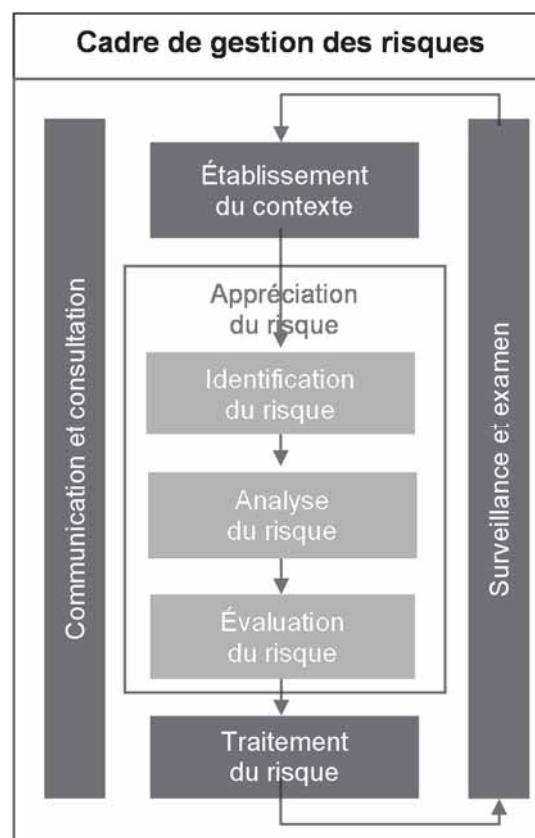 Cadre de gestion des risques
Communication et consultation
Établissement
du contexte
Appréciation
du risque
Identification
du risque
Analyse
du risque
Évaluation
du risque
Traitement
du risque
Surveillance et examen